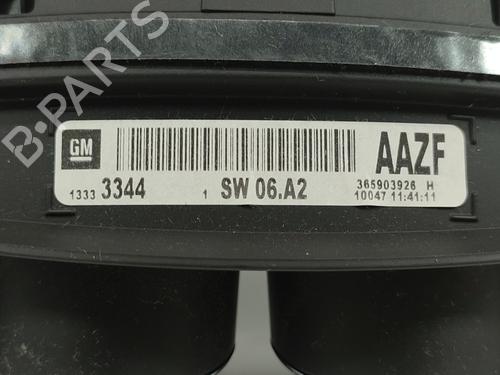 B-PARTS
GM
AAZF
1333 3344 1 SW 06.A2 365903926 H
10047 11:41:11